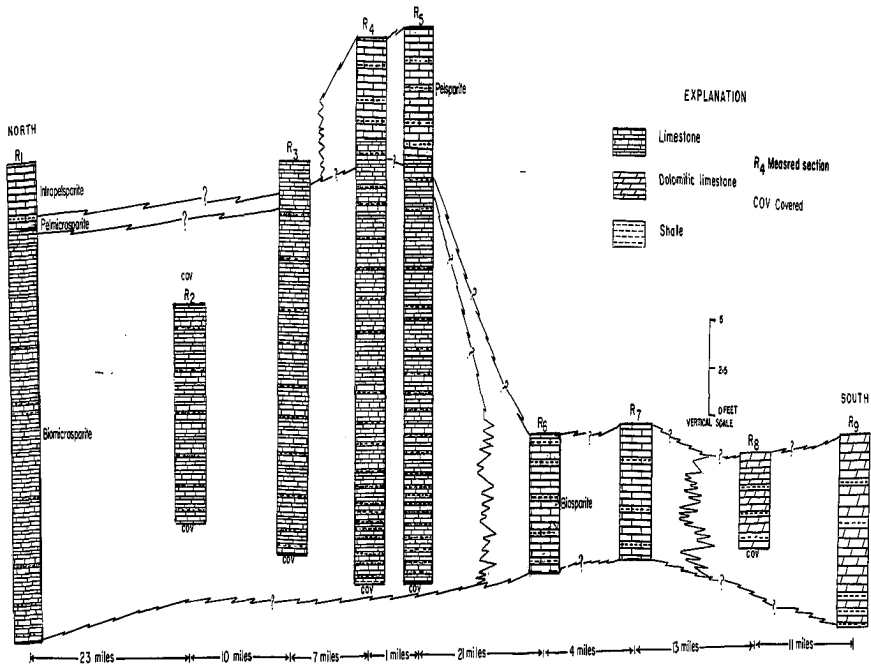 R4
R5
Pelsparite
EXPLANATION
NORTH
R1
R3
Limestone
R4 Measred section
Intrapelsparite
?
?
?
Dolomitic limestone
COV Covered
Pelmicrosparite
?
Shale
COV
R2
?
?
5
2·5
0 FEET
VERTICAL SCALE
SOUTH
?
?
R6
?
R7
R8
?
R9
Biomicrosparite
?
Biosparite
COV
COV
COV
COV
COV
?
?
?
23 miles
10 miles
7 miles
1 miles
21 miles
4 miles
13 miles
11 miles